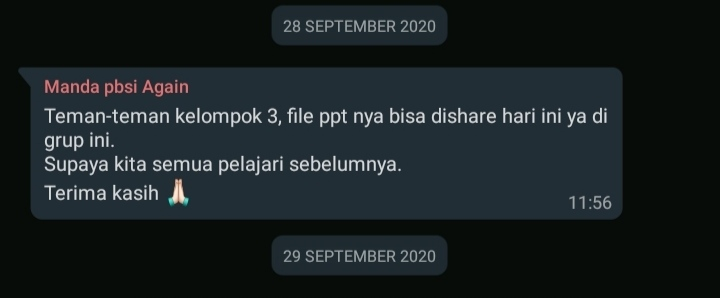 28 SEPTEMBER 2020
Manda pbsi Again
Teman-teman kelompok 3, file ppt nya bisa dishare hari ini ya di
grup ini.
Supaya kita semua pelajari sebelumnya.
Terima kasih 🙏🏻
11:56
29 SEPTEMBER 2020